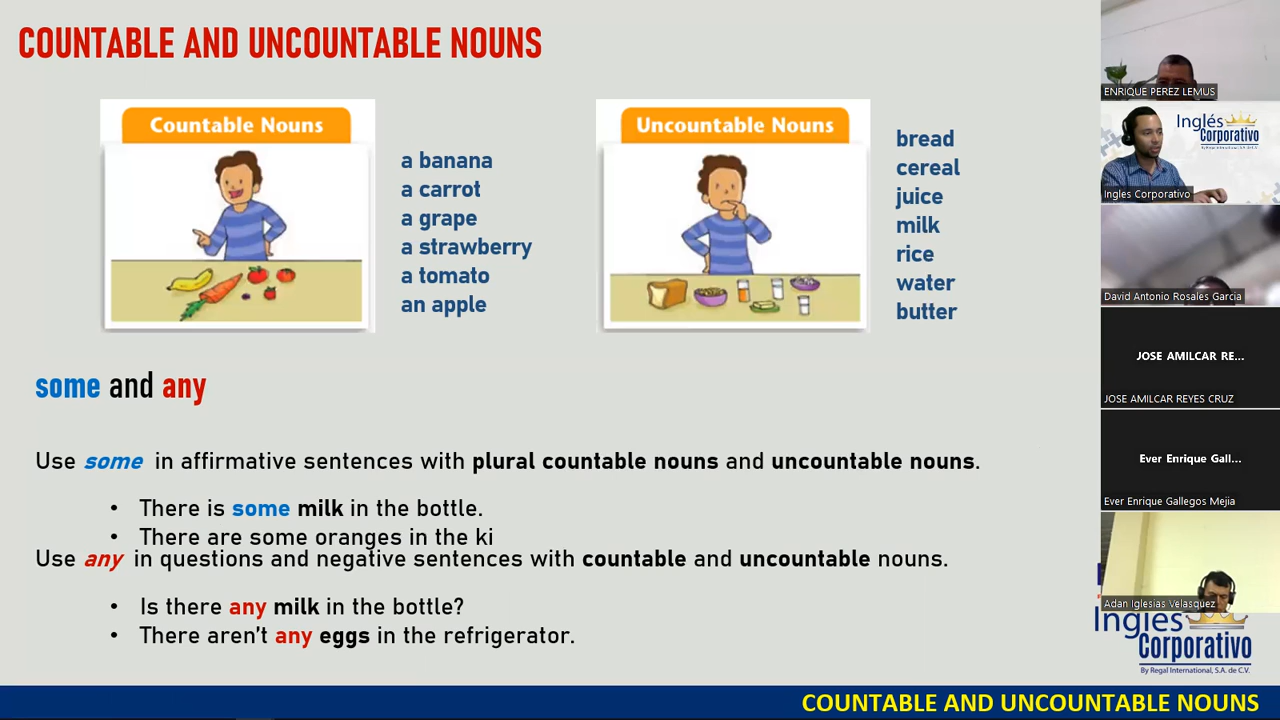 COUNTABLE AND UNCOUNTABLE NOUNS
Countable Nouns
a banana
a carrot
a grape
a strawberry
a tomato
an apple
Uncountable Nouns
bread
cereal
juice
milk
rice
water
butter
some and any
Use some in affirmative sentences with plural countable nouns and uncountable nouns.
• There is some milk in the bottle.
• There are some oranges in the ki
Use any in questions and negative sentences with countable and uncountable nouns.
• Is there any milk in the bottle?
• There aren't any eggs in the refrigerator.
ENRIQUE PEREZ LEMUS
Inglés
Corporativo
By Regal International, S.A. de C.V.
Ingles Corporativo
David Antonio Rosales Garcia
JOSE AMILCAR RE...
JOSE AMILCAR REYES CRUZ
Ever Enrique Gall...
Ever Enrique Gallegos Mejia
Adan Iglesias Velasquez
Inglés
Corporativo
By Regal International, S.A. de C.V.
COUNTABLE AND UNCOUNTABLE NOUNS